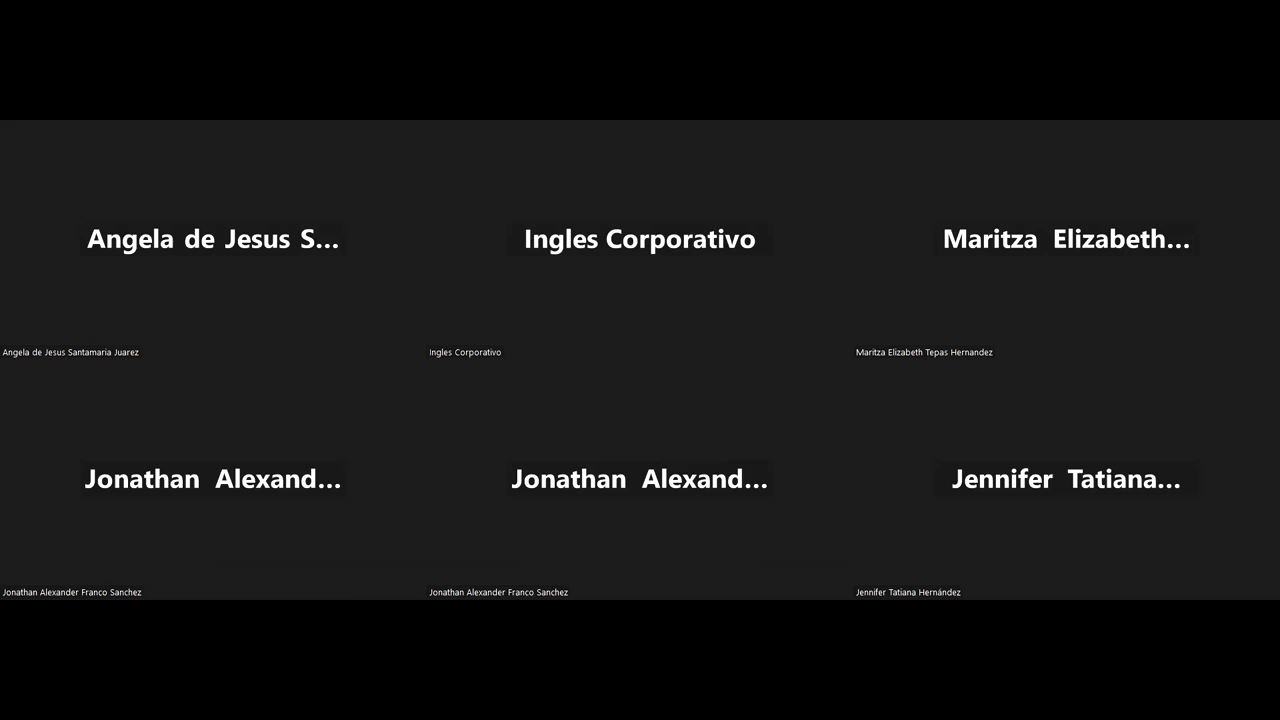 Angela de Jesus S...
Ingles Corporativo
Maritza Elizabeth...
Angela de Jesus Santamaria Juarez
Ingles Corporativo
Maritza Elizabeth Tepas Hernandez
Jonathan Alexand...
Jonathan Alexand...
Jennifer Tatiana...
Jonathan Alexander Franco Sanchez
Jonathan Alexander Franco Sanchez
Jennifer Tatiana Hernández